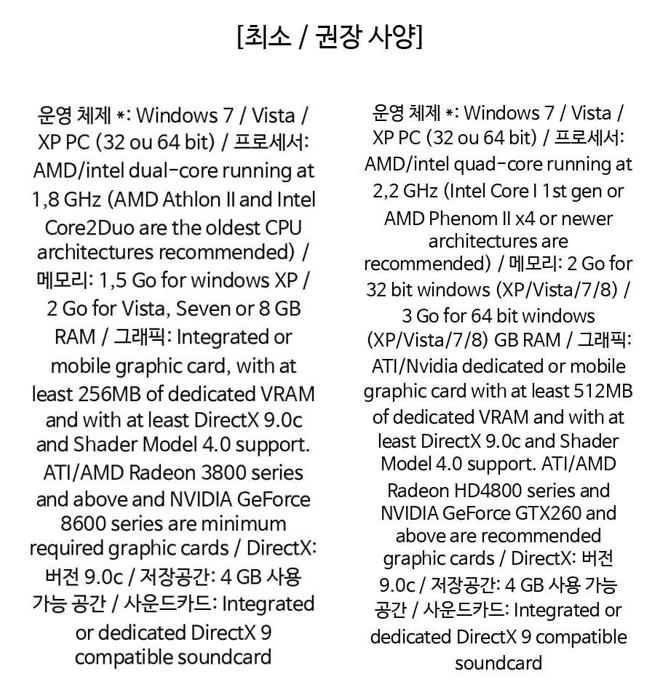 [최소 / 권장 사양]
운영 체제 *: Windows 7 / Vista /
XP PC (32 ou 64 bit) / 프로세서:
AMD/intel dual-core running at
1,8 GHz (AMD Athlon II and Intel
Core2Duo are the oldest CPU
architectures recommended) /
메모리: 1,5 Go for windows XP /
2 Go for Vista, Seven or 8 GB
RAM / 그래픽: Integrated or
mobile graphic card, with at
least 256MB of dedicated VRAM
and with at least DirectX 9.0c
and Shader Model 4.0 support.
ATI/AMD Radeon 3800 series
and above and NVIDIA GeForce
8600 series are minimum
required graphic cards / DirectX:
버전 9.0c / 저장공간: 4 GB 사용
가능 공간 / 사운드카드: Integrated
or dedicated DirectX 9
compatible soundcard
운영 체제 *: Windows 7 / Vista /
XP PC (32 ou 64 bit) / 프로세서:
AMD/intel quad-core running at
2,2 GHz (Intel Core I 1st gen or
AMD Phenom II x4 or newer
architectures are
recommended) / 메모리: 2 Go for
32 bit windows (XP/Vista/7/8) /
3 Go for 64 bit windows
(XP/Vista/7/8) GB RAM / 그래픽:
ATI/Nvidia dedicated or mobile
graphic card with at least 512MB
of dedicated VRAM and with at
least DirectX 9.0c and Shader
Model 4.0 support. ATI/AMD
Radeon HD4800 series and
NVIDIA GeForce GTX260 and
above are recommended
graphic cards / DirectX: 버전
9.0c / 저장공간: 4 GB 사용 가능
공간 / 사운드카드: Integrated or
dedicated DirectX 9 compatible
soundcard